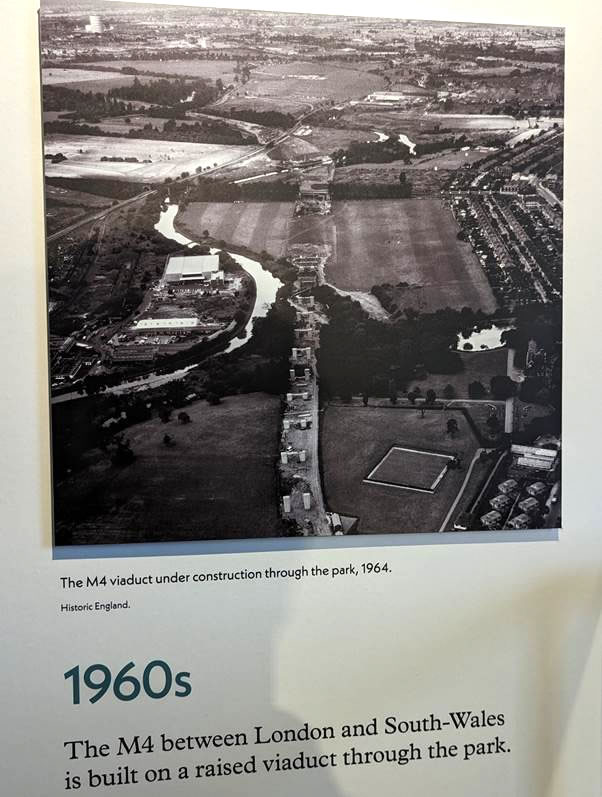 The M4 viaduct under construction through the park, 1964.
Historic England.
1960s
The M4 between London and South-Wales
is built on a raised viaduct through the park.